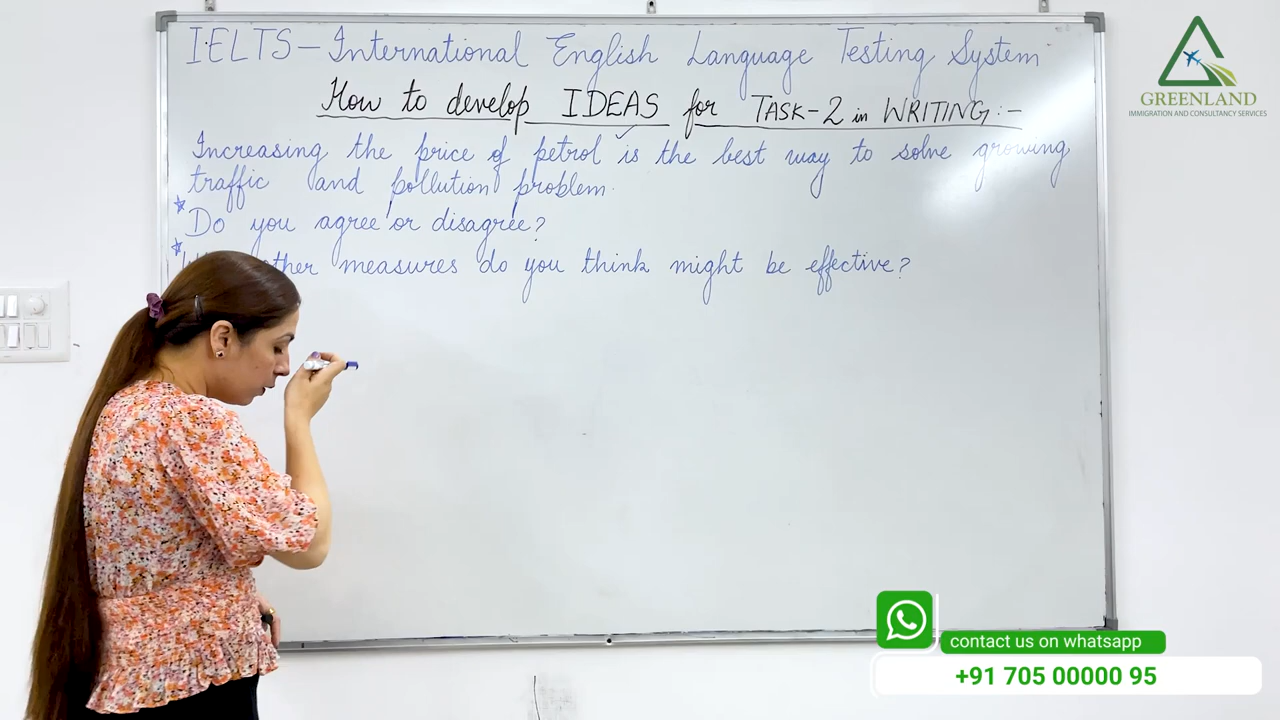 IELTS – International English Language Testing System
How to develop IDEAS for TASK-2 in WRITING:-
Increasing the price of petrol is the best way to solve growing
traffic and pollution problem.
* Do you agree or disagree?
* other measures do you think might be effective?
GREENLAND
IMMIGRATION AND CONSULTANCY SERVICES
contact us on whatsapp
+91 705 00000 95